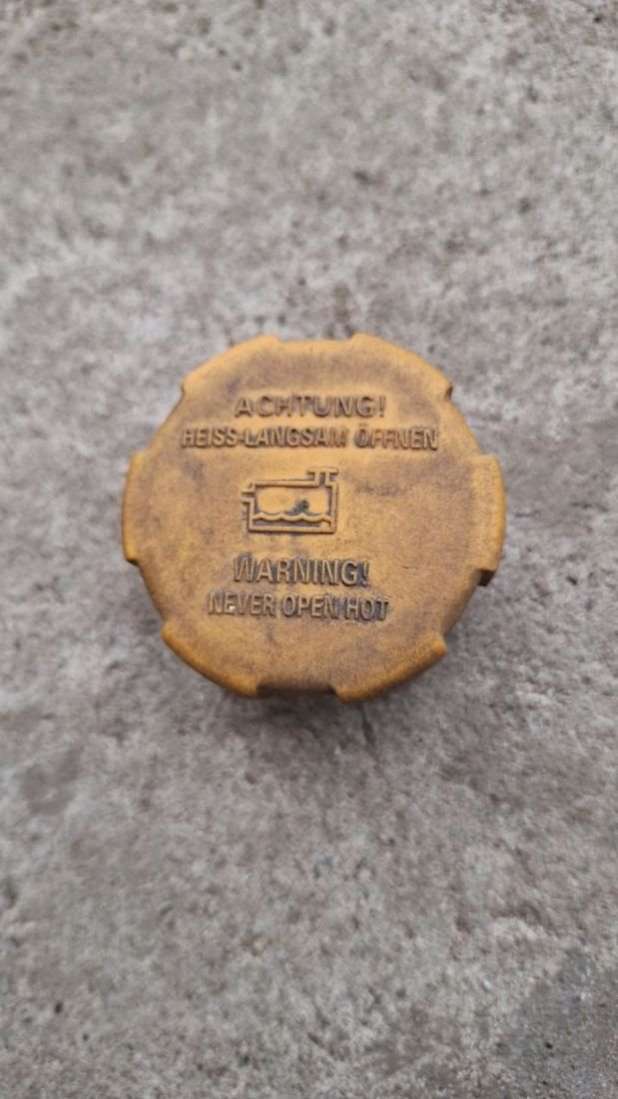 ACHTUNG!
HEISS-LANGSAM ÖFFNEN
WARNING!
NEVER OPEN HOT